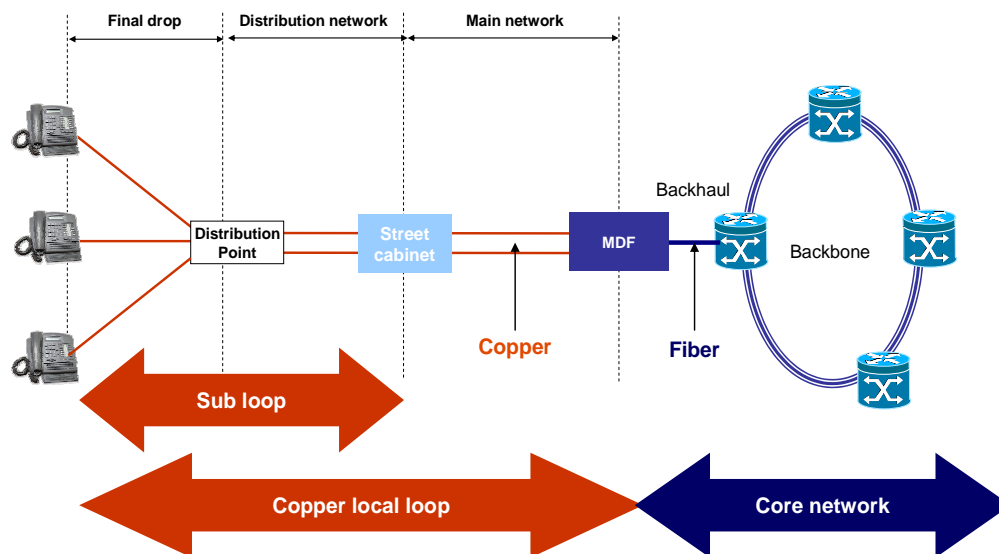 Final drop
Distribution network
Main network
Backhaul
Distribution
Point
Street
cabinet
MDF
Backbone
Copper
Fiber
Sub loop
Copper local loop
Core network